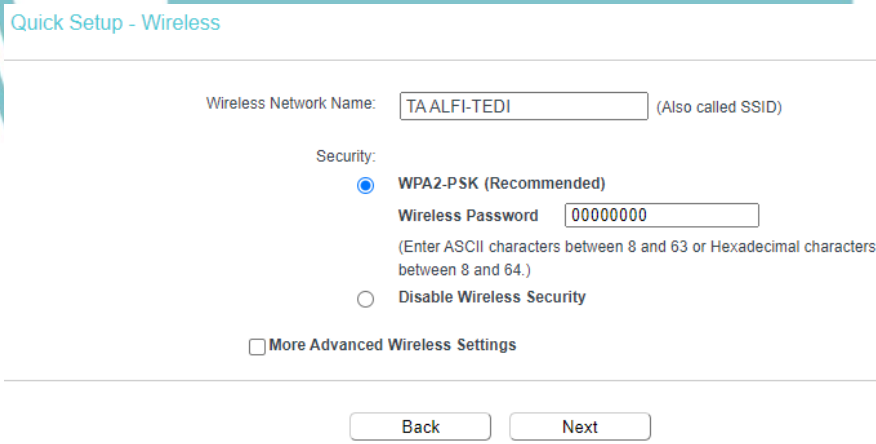 Quick Setup - Wireless
Wireless Network Name: TA ALFI-TEDI (Also called SSID)
Security:
WPA2-PSK (Recommended)
Wireless Password 00000000
(Enter ASCII characters between 8 and 63 or Hexadecimal characters
between 8 and 64.)
Disable Wireless Security
More Advanced Wireless Settings
Back Next